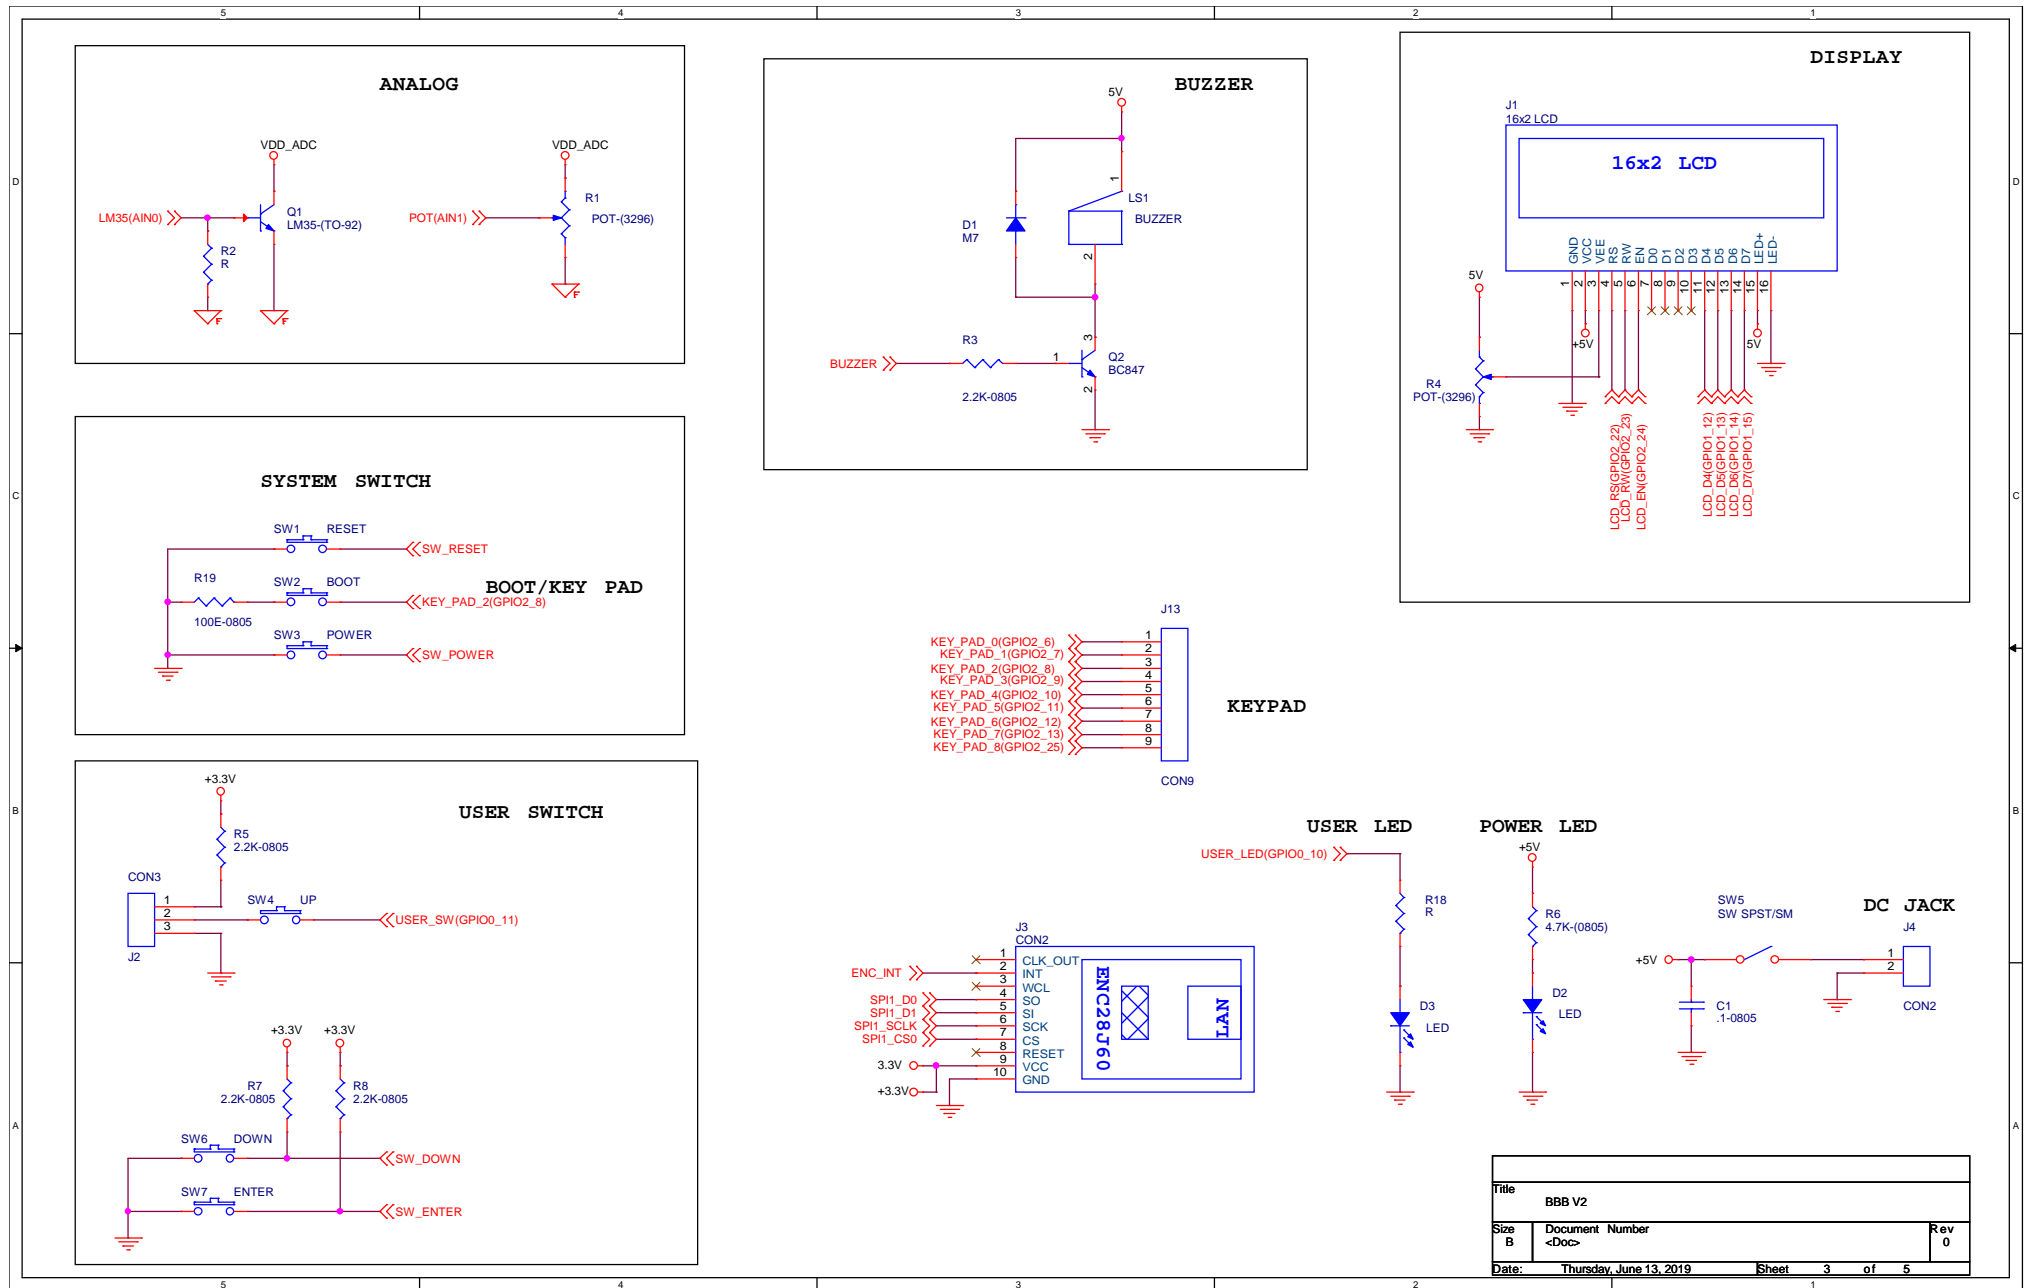 5 4 3 2 1
D
C
B
A
ANALOG
VDD_ADC
LM35(AIN0)
Q1
LM35-(TO-92)
R2
R
F
F
VDD_ADC
R1
POT-(3296)
POT(AIN1)
F
BUZZER
5V
1
LS1
BUZZER
D1
M7
2
3
BUZZER
R3
2.2K-0805
1
Q2
BC847
2
DISPLAY
J1
16x2 LCD
16x2 LCD
GND
VCC
VEE
RS
RW
EN
D0
D1
D2
D3
D4
D5
D6
D7
LED+
LED-
1
2
3
4
5
6
7
8
9
10
11
12
13
14
15
16
5V
+5V
5V
R4
POT-(3296)
LCD_RS(GPIO2_22)
LCD_RW(GPIO2_23)
LCD_EN(GPIO2_24)
LCD_D4(GPIO1_12)
LCD_D5(GPIO1_13)
LCD_D6(GPIO1_14)
LCD_D7(GPIO1_15)
SYSTEM SWITCH
SW1 RESET
SW_RESET
R19
100E-0805
SW2 BOOT
BOOT/KEY PAD
KEY_PAD_2(GPIO2_8)
SW3 POWER
SW_POWER
J13
KEY_PAD_0(GPIO2_6) 1
KEY_PAD_1(GPIO2_7) 2
KEY_PAD_2(GPIO2_8) 3
KEY_PAD_3(GPIO2_9) 4
KEY_PAD_4(GPIO2_10) 5
KEY_PAD_5(GPIO2_11) 6
KEY_PAD_6(GPIO2_12) 7
KEY_PAD_7(GPIO2_13) 8
KEY_PAD_8(GPIO2_25) 9
KEYPAD
CON9
USER SWITCH
+3.3V
R5
2.2K-0805
CON3
1
2
3
J2
SW4 UP
USER_SW(GPIO0_11)
+3.3V +3.3V
R7
2.2K-0805
R8
2.2K-0805
SW6 DOWN
SW_DOWN
SW7 ENTER
SW_ENTER
J3
CON2
1 CLK_OUT
ENC_INT 2 INT
3 WCL
SPI1_D0 4 SO
SPI1_D1 5 SI
SPI1_SCLK 6 SCK
SPI1_CS0 7 CS
8 RESET
3.3V 9 VCC
10 GND
+3.3V
ENC28J60
LAN
USER LED
USER_LED(GPIO0_10)
R18
R
D3
LED
POWER LED
+5V
R6
4.7K-(0805)
D2
LED
SW5
SW SPST/SM
DC JACK
J4
+5V
1
2
C1
.1-0805
CON2
Title
BBB V2
Size
B
Document Number
<Doc>
Rev
0
Date: Thursday, June 13, 2019 Sheet 3 of 5
D
C
B
A
5 4 3 2 1